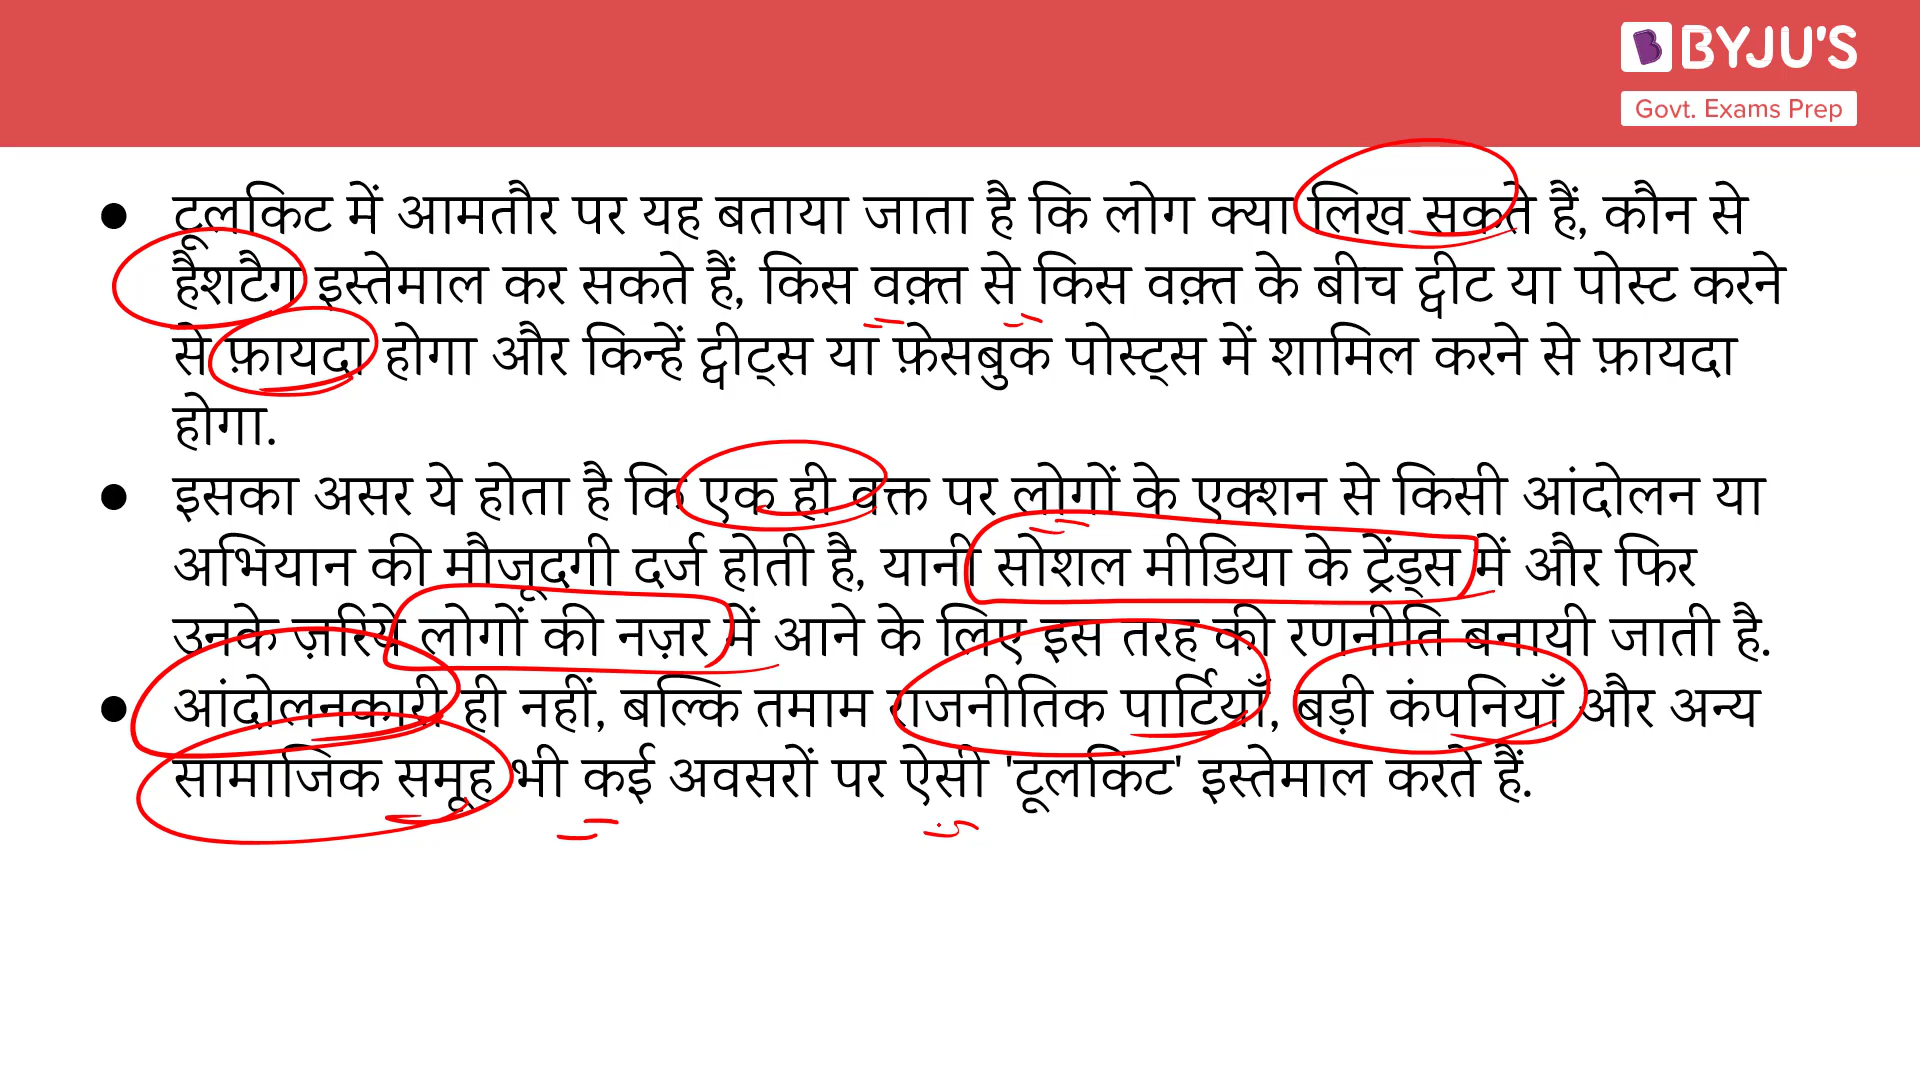 BYJU'S
Govt. Exams Prep
● टूलकिट में आमतौर पर यह बताया जाता है कि लोग क्या लिख सकते हैं, कौन से
हैशटैग इस्तेमाल कर सकते हैं, किस वक़्त से किस वक़्त के बीच ट्वीट या पोस्ट करने
से फ़ायदा होगा और किन्हें ट्वीट्स या फ़ेसबुक पोस्ट्स में शामिल करने से फ़ायदा
होगा.
● इसका असर ये होता है कि एक ही वक्त पर लोगों के एक्शन से किसी आंदोलन या
अभियान की मौजूदगी दर्ज होती है, यानी सोशल मीडिया के ट्रेंड्स में और फिर
उनके ज़रिये लोगों की नज़र में आने के लिए इस तरह की रणनीति बनायी जाती है.
● आंदोलनकारी ही नहीं, बल्कि तमाम राजनीतिक पार्टियाँ, बड़ी कंपनियाँ और अन्य
सामाजिक समूह भी कई अवसरों पर ऐसी 'टूलकिट' इस्तेमाल करते हैं.